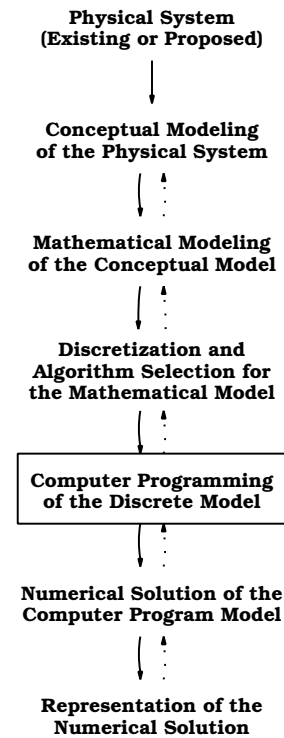 Physical System
(Existing or Proposed)
Conceptual Modeling
of the Physical System
Mathematical Modeling
of the Conceptual Model
Discretization and
Algorithm Selection for
the Mathematical Model
Computer Programming
of the Discrete Model
Numerical Solution of the
Computer Program Model
Representation of the
Numerical Solution